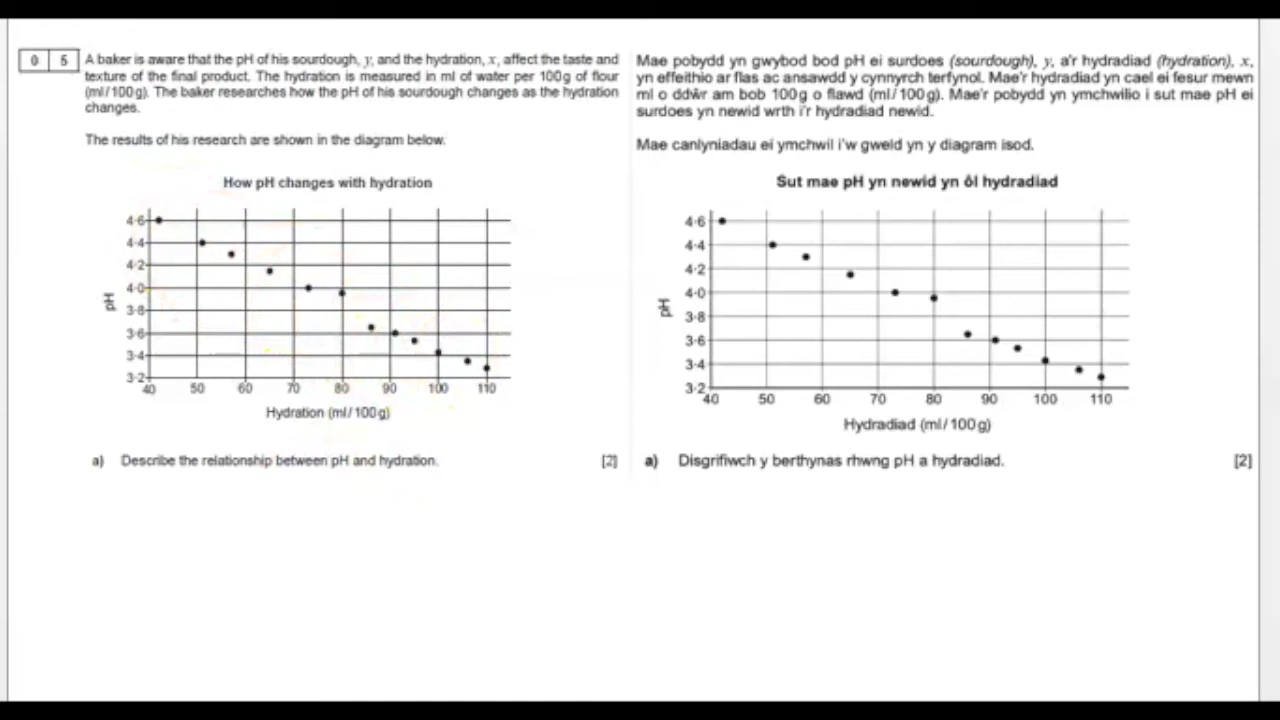 0 5
A baker is aware that the pH of his sourdough, y, and the hydration, x, affect the taste and
texture of the final product. The hydration is measured in ml of water per 100g of flour
(ml/100g). The baker researches how the pH of his sourdough changes as the hydration
changes.
The results of his research are shown in the diagram below.
How pH changes with hydration
4·6
4·4
4·2
4·0
3·8
3·6
3·4
3·2
pH
40 50 60 70 80 90 100 110
Hydration (ml/100g)
a) Describe the relationship between pH and hydration. [2]
Mae pobydd yn gwybod bod pH ei surdoes (sourdough), y, a'r hydradiad (hydration), x,
yn effeithio ar flas ac ansawdd y cynnyrch terfynol. Mae'r hydradiad yn cael ei fesur mewn
ml o ddŵr am bob 100g o flawd (ml/100g). Mae'r pobydd yn ymchwilio i sut mae pH ei
surdoes yn newid wrth i'r hydradiad newid.
Mae canlyniadau ei ymchwil i'w gweld yn y diagram isod.
Sut mae pH yn newid yn ôl hydradiad
4·6
4·4
4·2
4·0
3·8
3·6
3·4
3·2
pH
40 50 60 70 80 90 100 110
Hydradiad (ml/100g)
a) Disgrifiwch y berthynas rhwng pH a hydradiad. [2]